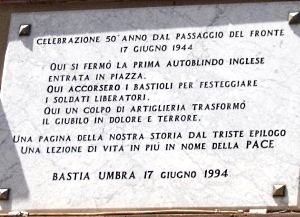 CELEBRAZIONE 50° ANNO DAL PASSAGGIO DEL FRONTE
17 GIUGNO 1944
QUI SI FERMÓ LA PRIMA AUTOBLINDO INGLESE
ENTRATA IN PIAZZA.
QUI ACCORSERO I BASTIOLI PER FESTEGGIARE
I SOLDATI LIBERATORI.
QUI UN COLPO DI ARTIGLIERIA TRASFORMÓ
IL GIUBILO IN DOLORE E TERRORE.
UNA PAGINA DELLA NOSTRA STORIA DAL TRISTE EPILOGO
UNA LEZIONE DI VITA IN PIÚ IN NOME DELLA PACE
BASTIA UMBRA 17 GIUGNO 1994